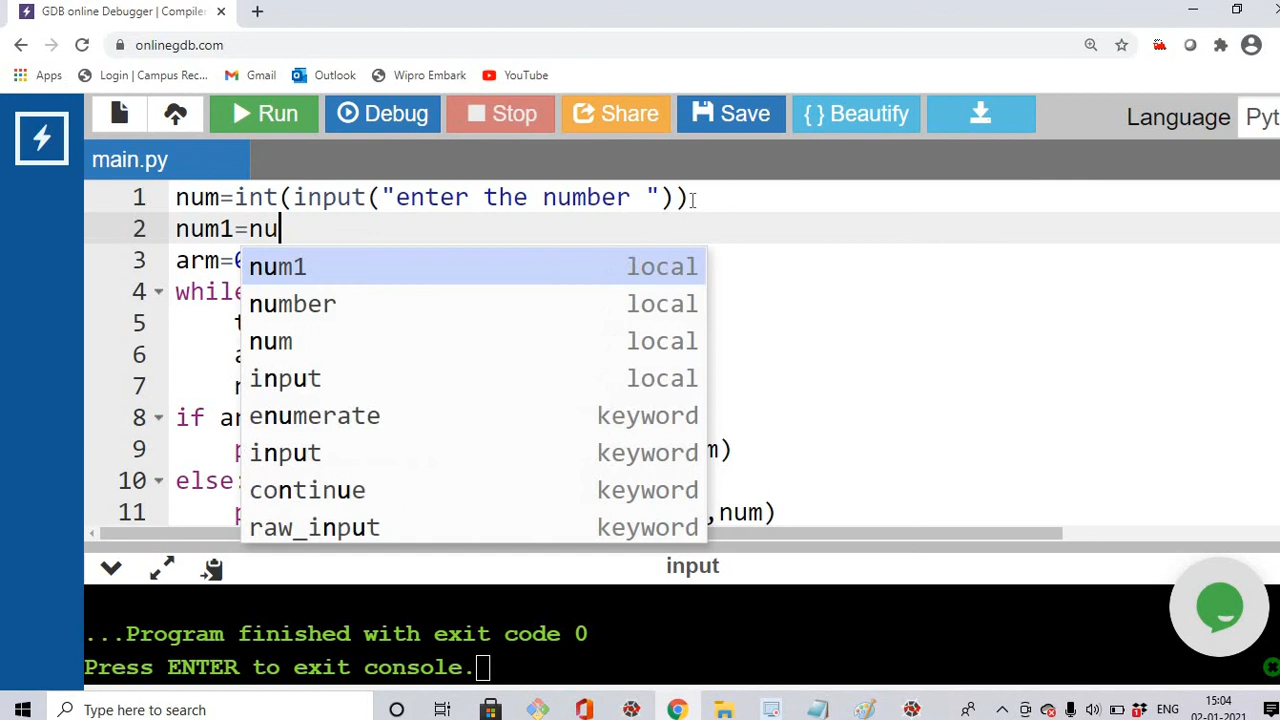 GDB online Debugger | Compiler
onlinegdb.com
Apps Login | Campus Rec... Gmail Outlook Wipro Embark YouTube
Run Debug Stop Share Save { } Beautify Language Pyt
main.py
1 num=int(input("enter the number "))
2 num1=nu
3 arm=
num1 local
4 while
number local
5 t
num local
6 a
input local
7 n
8 if ar
enumerate keyword
9 p m)
input keyword
10 else:
continue keyword
11 p ,num)
raw_input keyword
input
...Program finished with exit code 0
Press ENTER to exit console.
Type here to search
ENG
15:04
02-01-2021